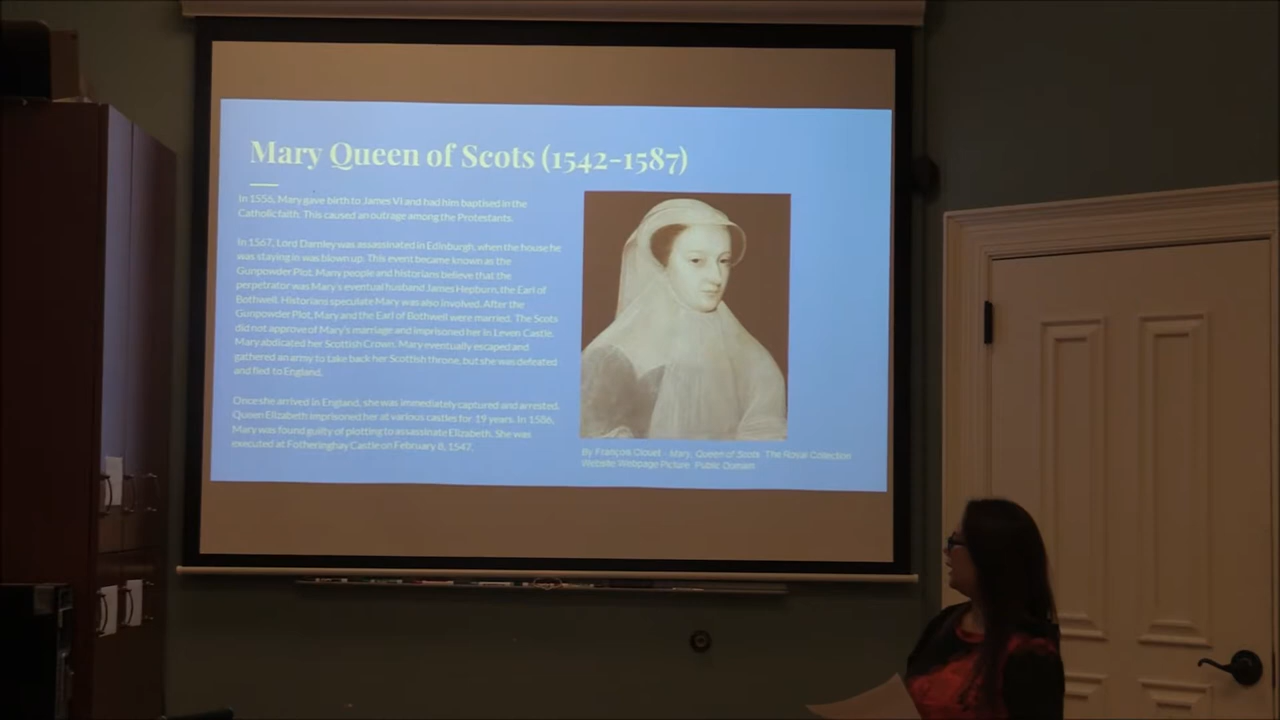 Mary Queen of Scots (1542-1587)
In 1556, Mary gave birth to James VI and had him baptised in the
Catholic faith. This caused an outrage among the Protestants.
In 1567, Lord Darnley was assassinated in Edinburgh, when the house he
was staying in was blown up. This event became known as the
Gunpowder Plot. Many people and historians believe that the
perpetrator was Mary's eventual husband James Hepburn, the Earl of
Bothwell. Historians speculate Mary was also involved. After the
Gunpowder Plot, Mary and the Earl of Bothwell were married. The Scots
did not approve of Mary's marriage and imprisoned her in Leven Castle.
Mary abdicated her Scottish Crown. Mary eventually escaped and
gathered an army to take back her Scottish throne, but she was defeated
and fled to England.
Once she arrived in England, she was immediately captured and arrested.
Queen Elizabeth imprisoned her at various castles for 19 years. In 1586,
Mary was found guilty of plotting to assassinate Elizabeth. She was
executed at Fotheringhay Castle on February 8, 1547.
By François Clouet - Mary, Queen of Scots. The Royal Collection
Website Webpage Picture Public Domain